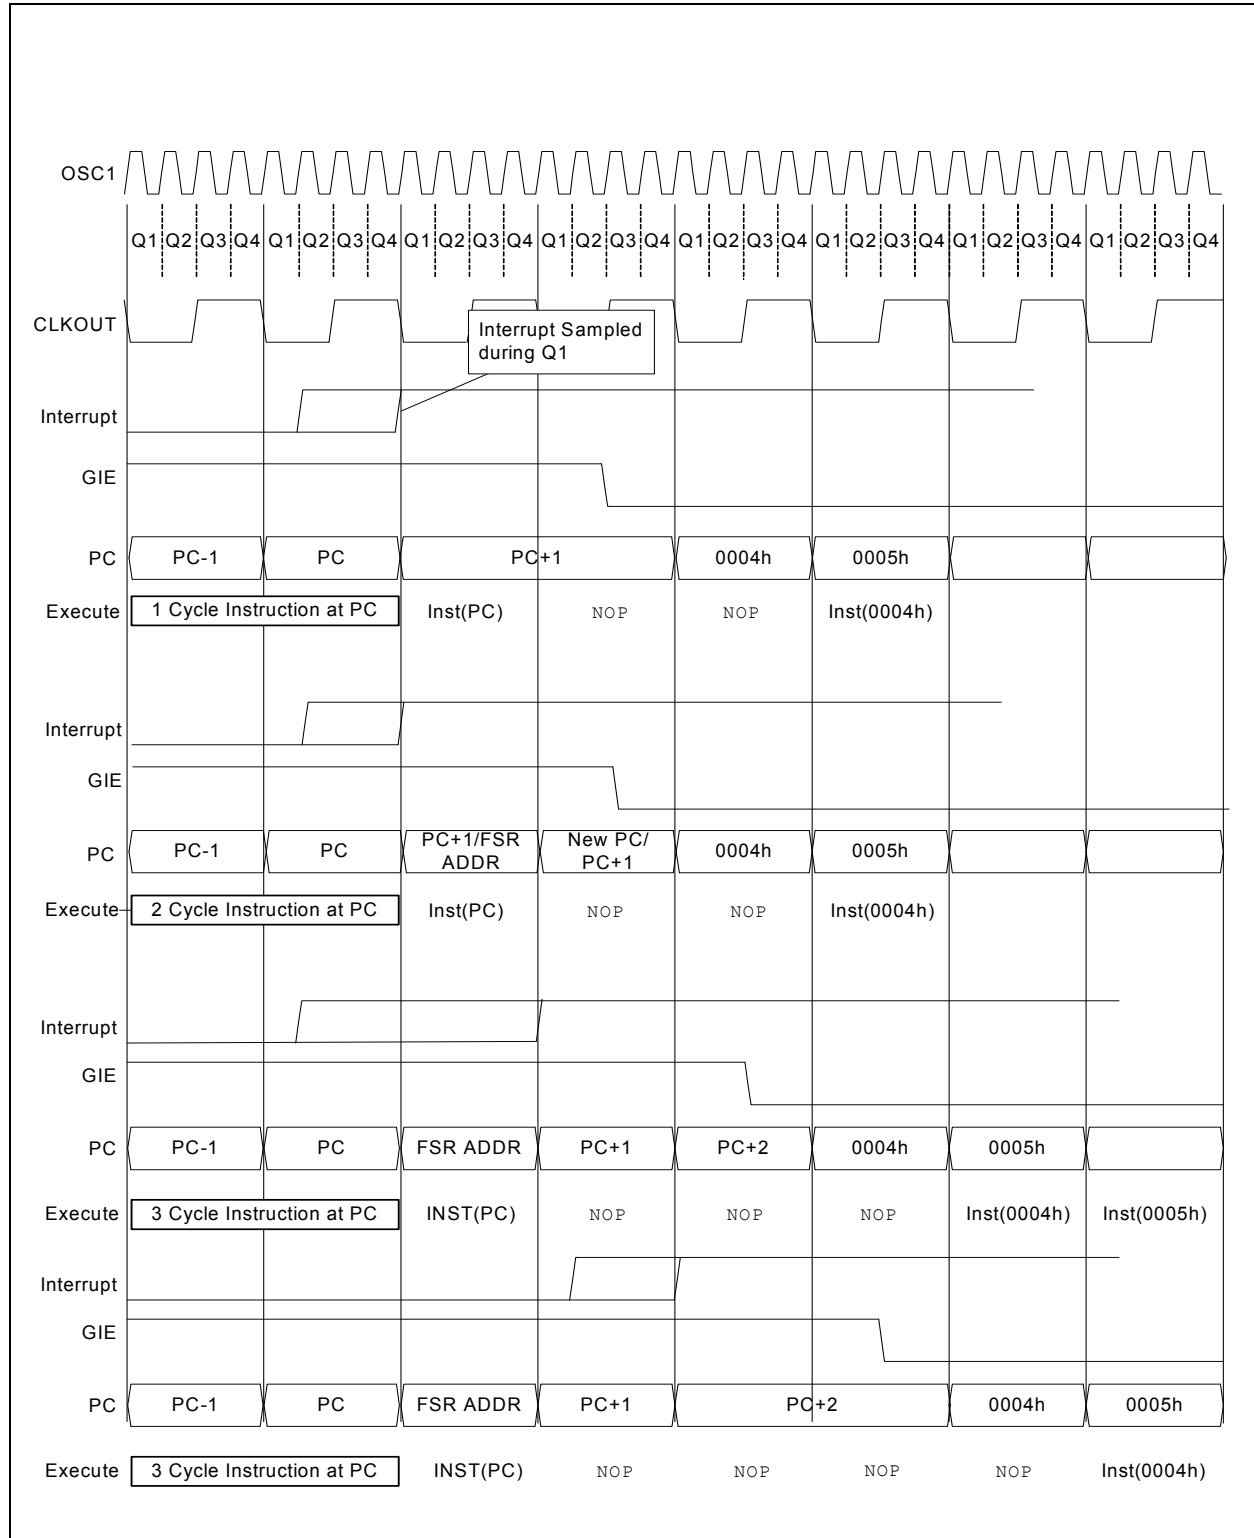 OSC1
Q1 Q2 Q3 Q4 Q1 Q2 Q3 Q4 Q1 Q2 Q3 Q4 Q1 Q2 Q3 Q4 Q1 Q2 Q3 Q4 Q1 Q2 Q3 Q4 Q1 Q2 Q3 Q4 Q1 Q2 Q3 Q4
CLKOUT
Interrupt Sampled
during Q1
Interrupt
GIE
PC PC-1 PC PC+1 0004h 0005h
Execute 1 Cycle Instruction at PC Inst(PC) NOP NOP Inst(0004h)
Interrupt
GIE
PC PC-1 PC PC+1/FSR ADDR New PC/ PC+1 0004h 0005h
Execute 2 Cycle Instruction at PC Inst(PC) NOP NOP Inst(0004h)
Interrupt
GIE
PC PC-1 PC FSR ADDR PC+1 PC+2 0004h 0005h
Execute 3 Cycle Instruction at PC INST(PC) NOP NOP NOP Inst(0004h) Inst(0005h)
Interrupt
GIE
PC PC-1 PC FSR ADDR PC+1 PC+2 0004h 0005h
Execute 3 Cycle Instruction at PC INST(PC) NOP NOP NOP NOP Inst(0004h)